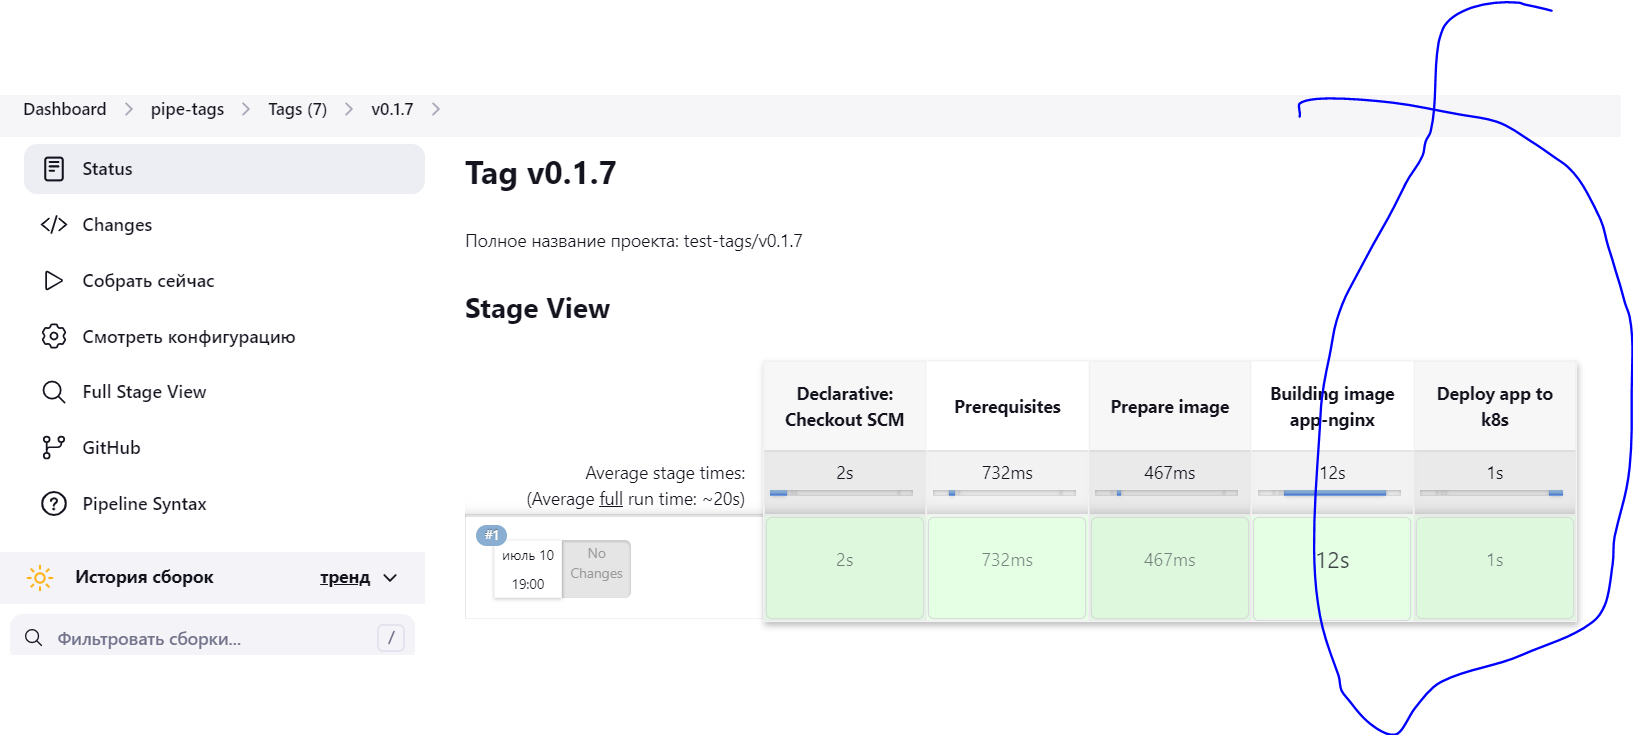 Dashboard > pipe-tags > Tags (7) > v0.1.7 >
Status
Changes
Собрать сейчас
Смотреть конфигурацию
Full Stage View
GitHub
Pipeline Syntax
История сборок тренд
Фильтровать сборки... /
Tag v0.1.7
Полное название проекта: test-tags/v0.1.7
Stage View
Declarative:
Checkout SCM
Prerequisites
Prepare image
Building image
app-nginx
Deploy app to
k8s
Average stage times:
(Average full run time: ~20s)
2s
732ms
467ms
12s
1s
#1
июль 10
19:00
No
Changes
2s
732ms
467ms
12s
1s